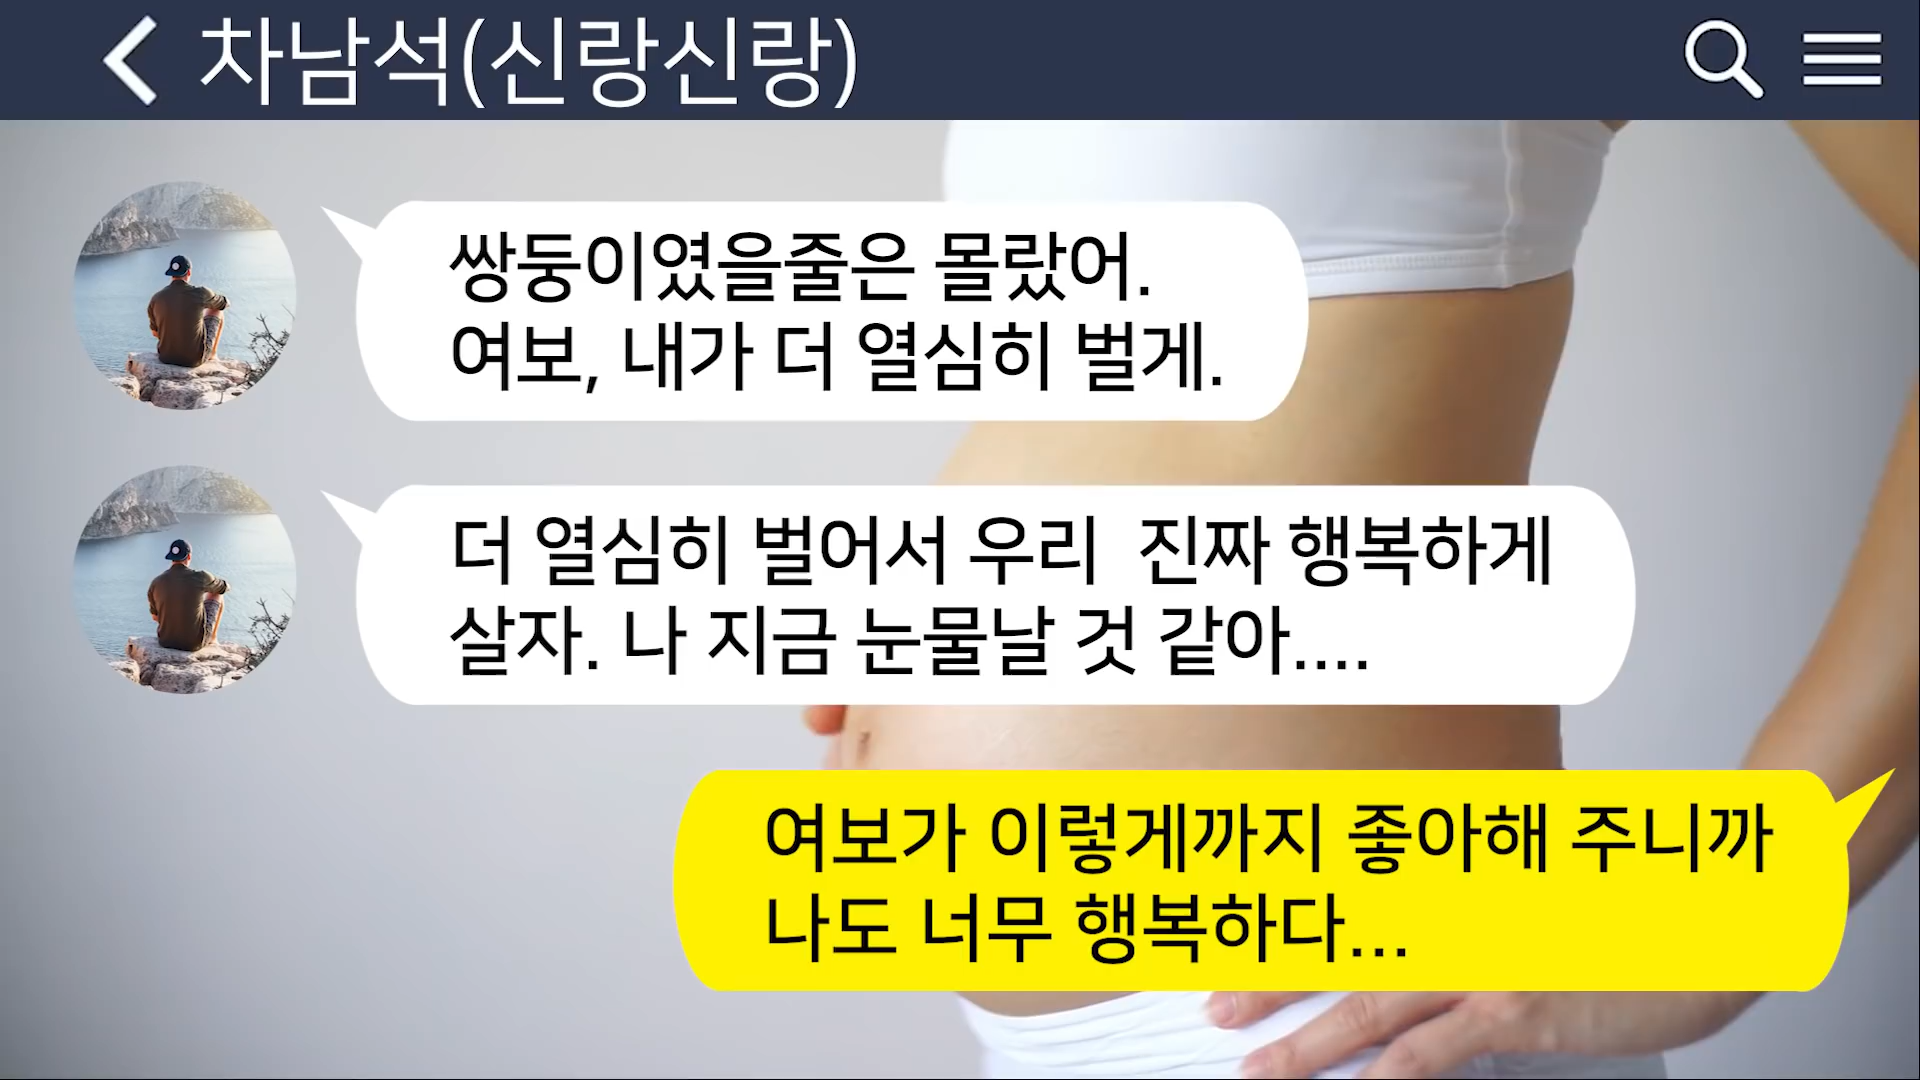 차남석(신랑신랑)
쌍둥이였을줄은 몰랐어.
여보, 내가 더 열심히 벌게.
더 열심히 벌어서 우리  진짜 행복하게
살자. 나 지금 눈물날 것 같아....
여보가 이렇게까지 좋아해 주니까
나도 너무 행복하다...